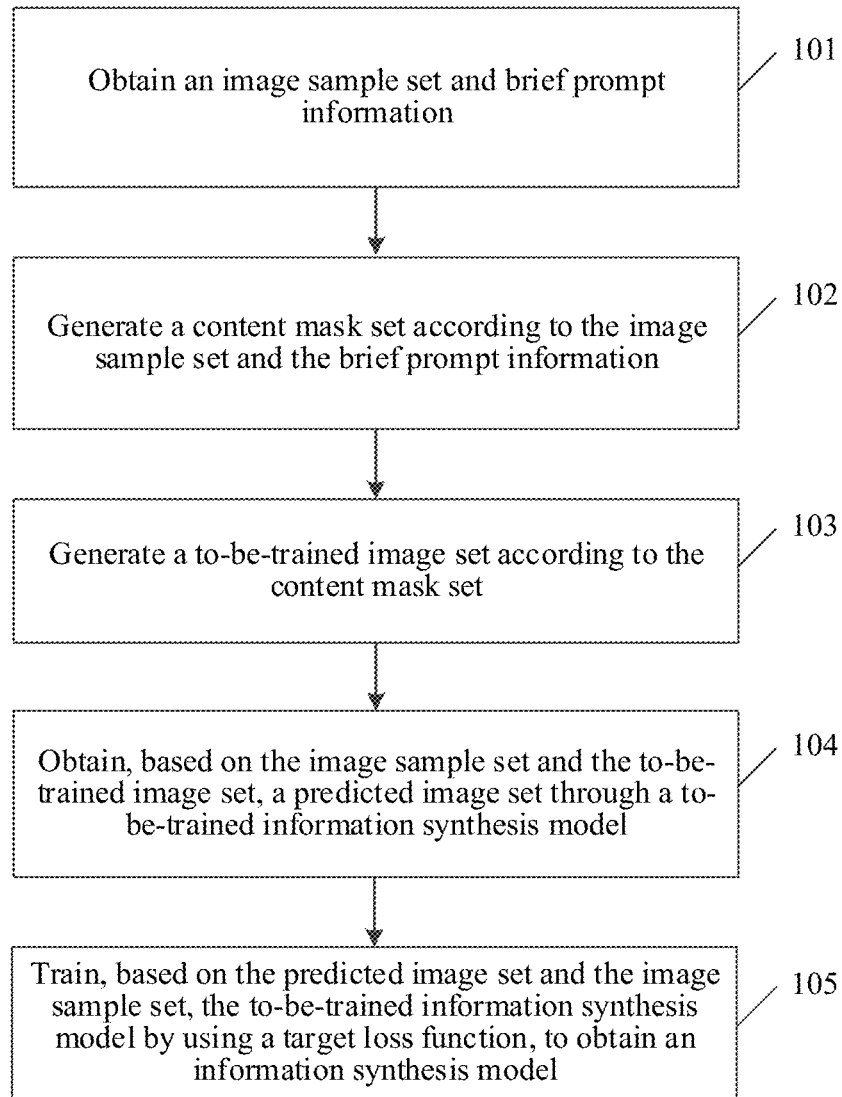 Obtain an image sample set and brief prompt
information
101
Generate a content mask set according to the image
sample set and the brief prompt information
102
Generate a to-be-trained image set according to the
content mask set
103
Obtain, based on the image sample set and the to-be-
trained image set, a predicted image set through a to-
be-trained information synthesis model
104
Train, based on the predicted image set and the image
sample set, the to-be-trained information synthesis
model by using a target loss function, to obtain an
information synthesis model
105